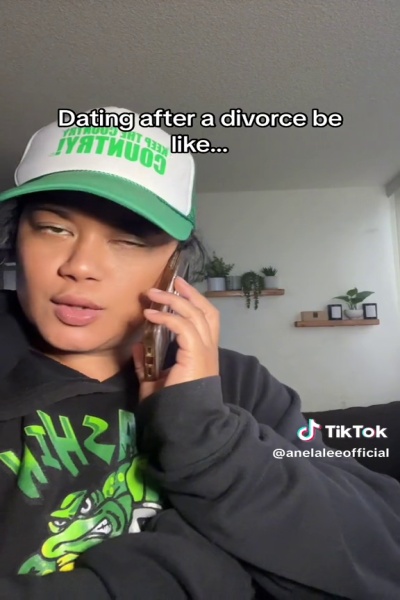 Dating after a divorce be
like...
KEEP THE COUNTRY
COUNTRY!
TikTok
@anelaleeofficial